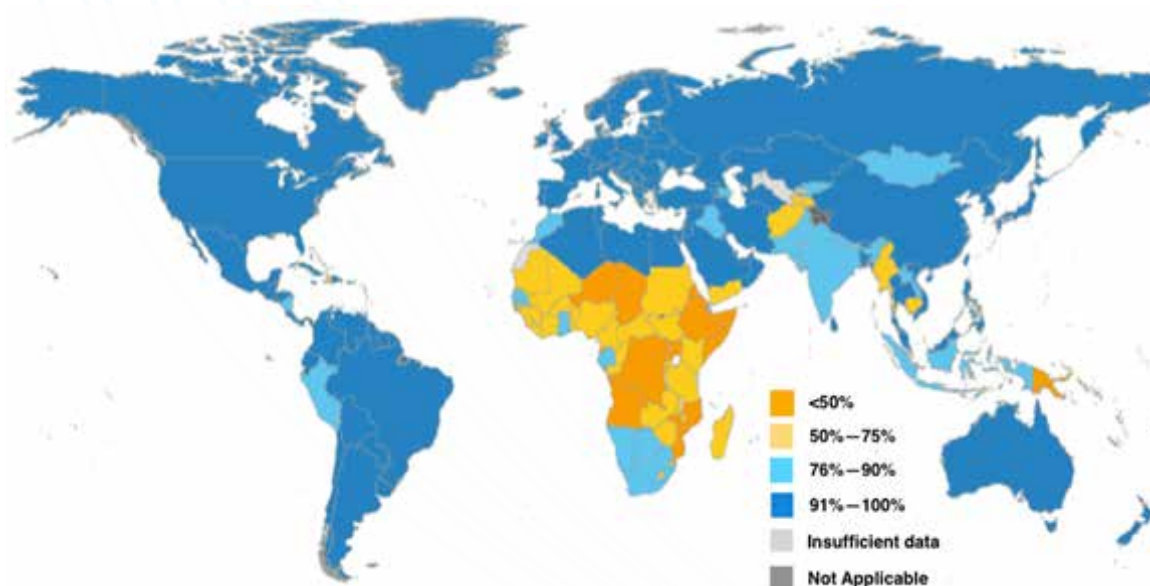 <50%
50%—75%
76%—90%
91%—100%
Insufficient data
Not Applicable